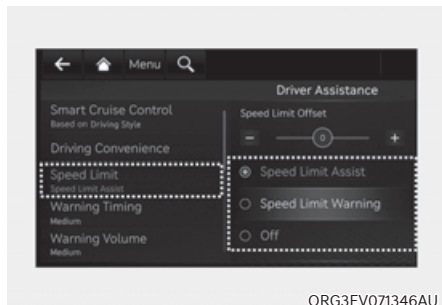 Menu
Driver Assistance
Smart Cruise Control
Based on Driving Style
Driving Convenience
Speed Limit
Speed Limit Assist
Warning Timing
Medium
Warning Volume
Medium
Speed Limit Offset
− 0 +
Speed Limit Assist
Speed Limit Warning
Off
ORG3EV071346AU